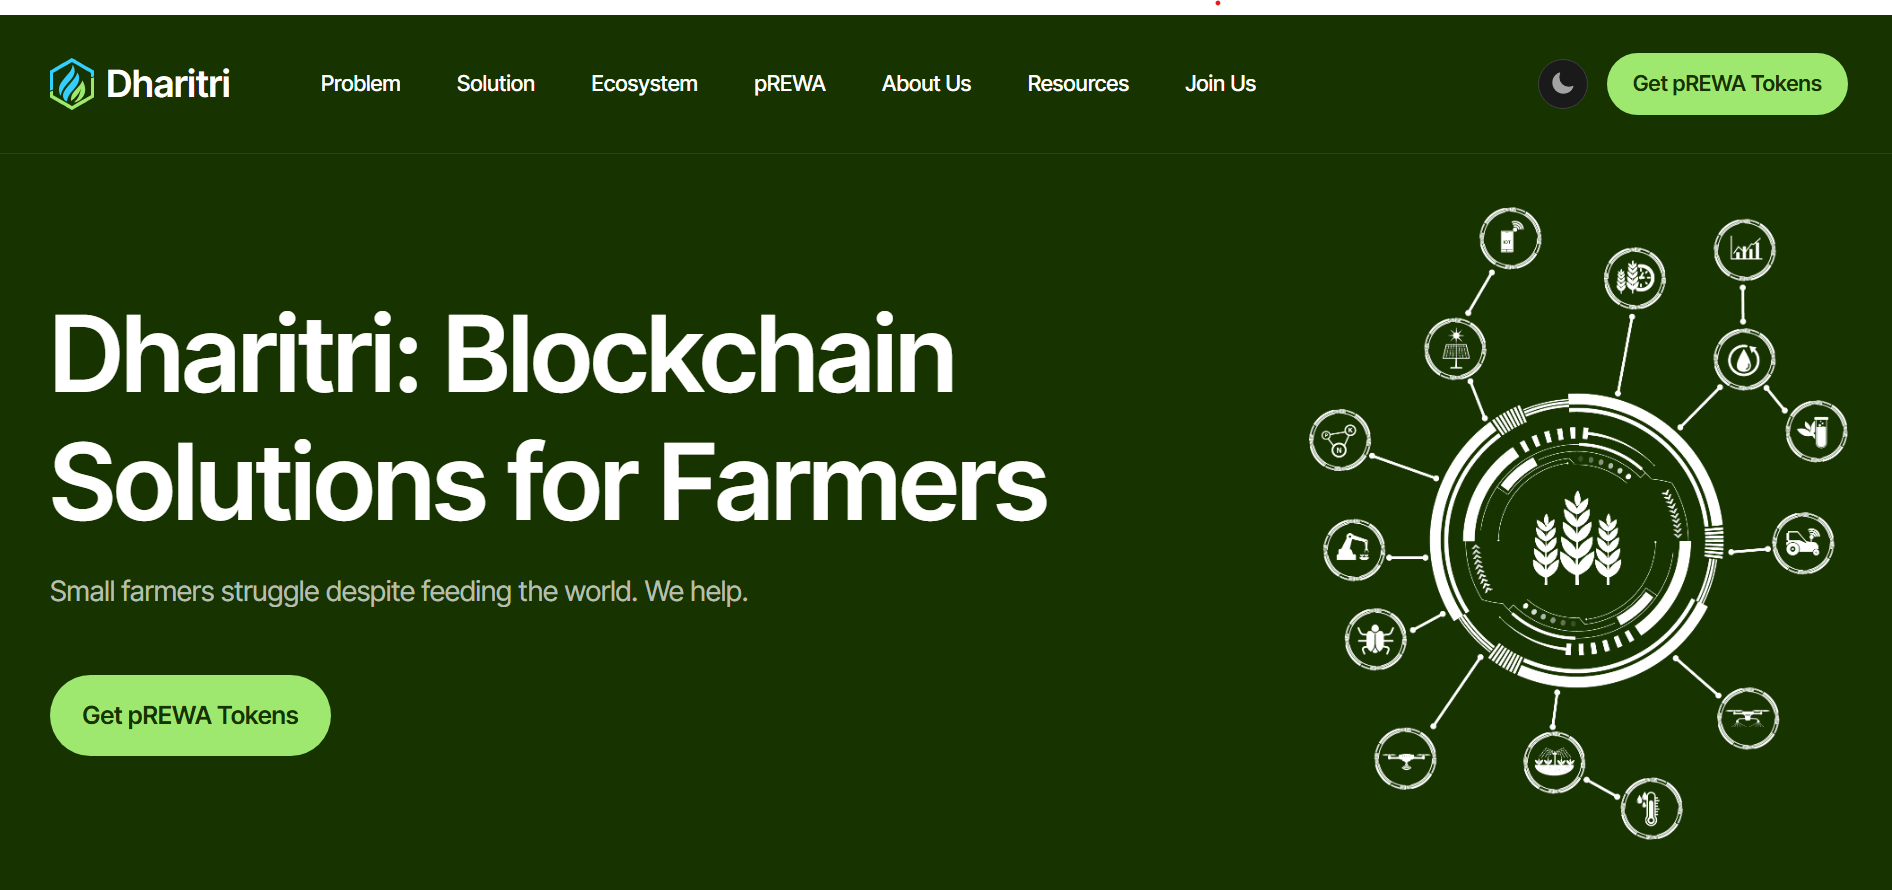 Dharitri
Problem
Solution
Ecosystem
pREWA
About Us
Resources
Join Us
Get pREWA Tokens
Dharitri: Blockchain
Solutions for Farmers
Small farmers struggle despite feeding the world. We help.
Get pREWA Tokens
IOT
P
K
N